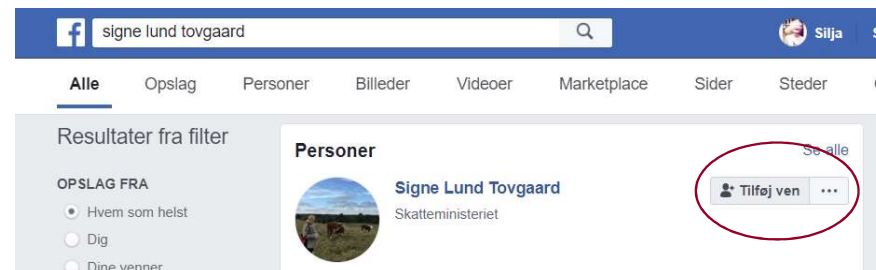 signe lund tovgaard
Silja
Alle Opslag Personer Billeder Videoer Marketplace Sider Steder
Resultater fra filter
Personer Se alle
OPSLAG FRA
Signe Lund Tovgaard
Tilføj ven
Hvem som helst
Skatteministeriet
Dig
Dine venner